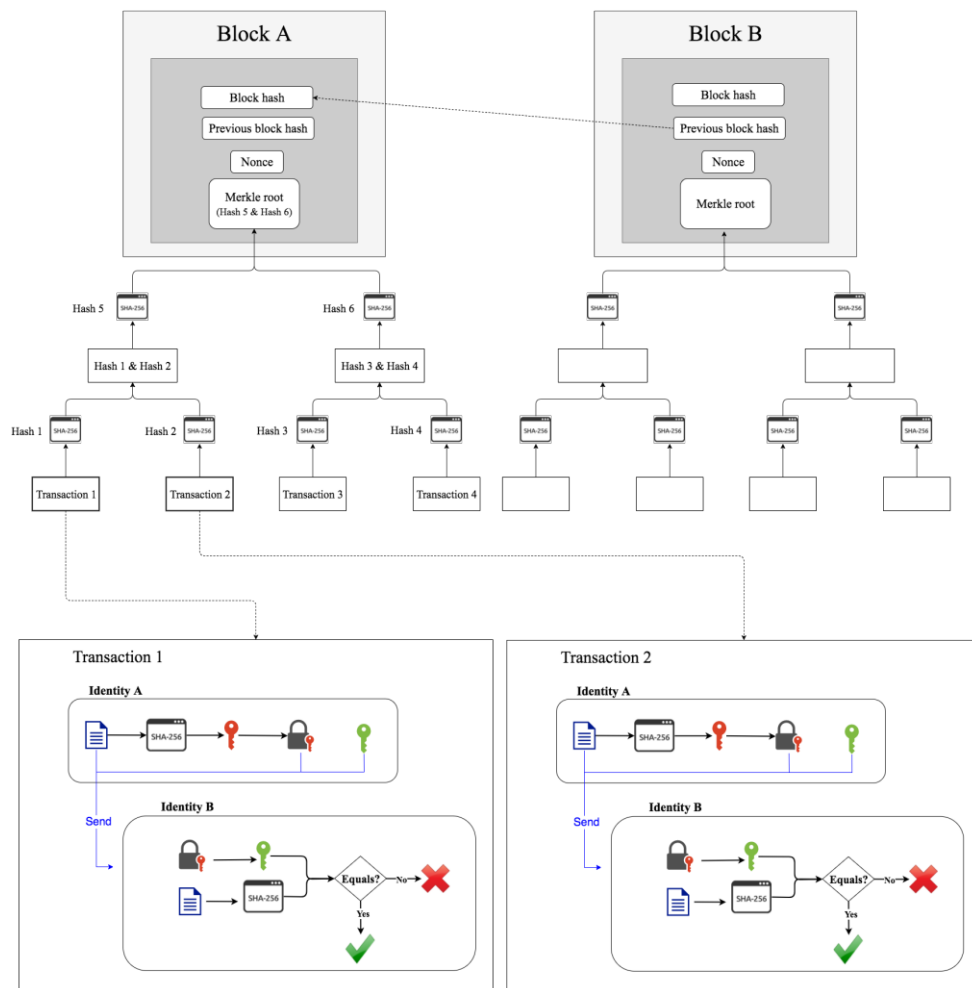 Block A
Block B
Block hash
Block hash
Previous block hash
Previous block hash
Nonce
Nonce
Merkle root
(Hash 5 & Hash 6)
Merkle root
Hash 5
SHA-256
Hash 6
SHA-256
SHA-256
SHA-256
Hash 1 & Hash 2
Hash 3 & Hash 4
Hash 1
SHA-256
Hash 2
SHA-256
Hash 3
SHA-256
Hash 4
SHA-256
SHA-256
SHA-256
SHA-256
SHA-256
Transaction 1
Transaction 2
Transaction 3
Transaction 4
Transaction 1
Identity A
SHA-256
Send
Identity B
Equals?
No
SHA-256
Yes
Transaction 2
Identity A
SHA-256
Send
Identity B
Equals?
No
SHA-256
Yes